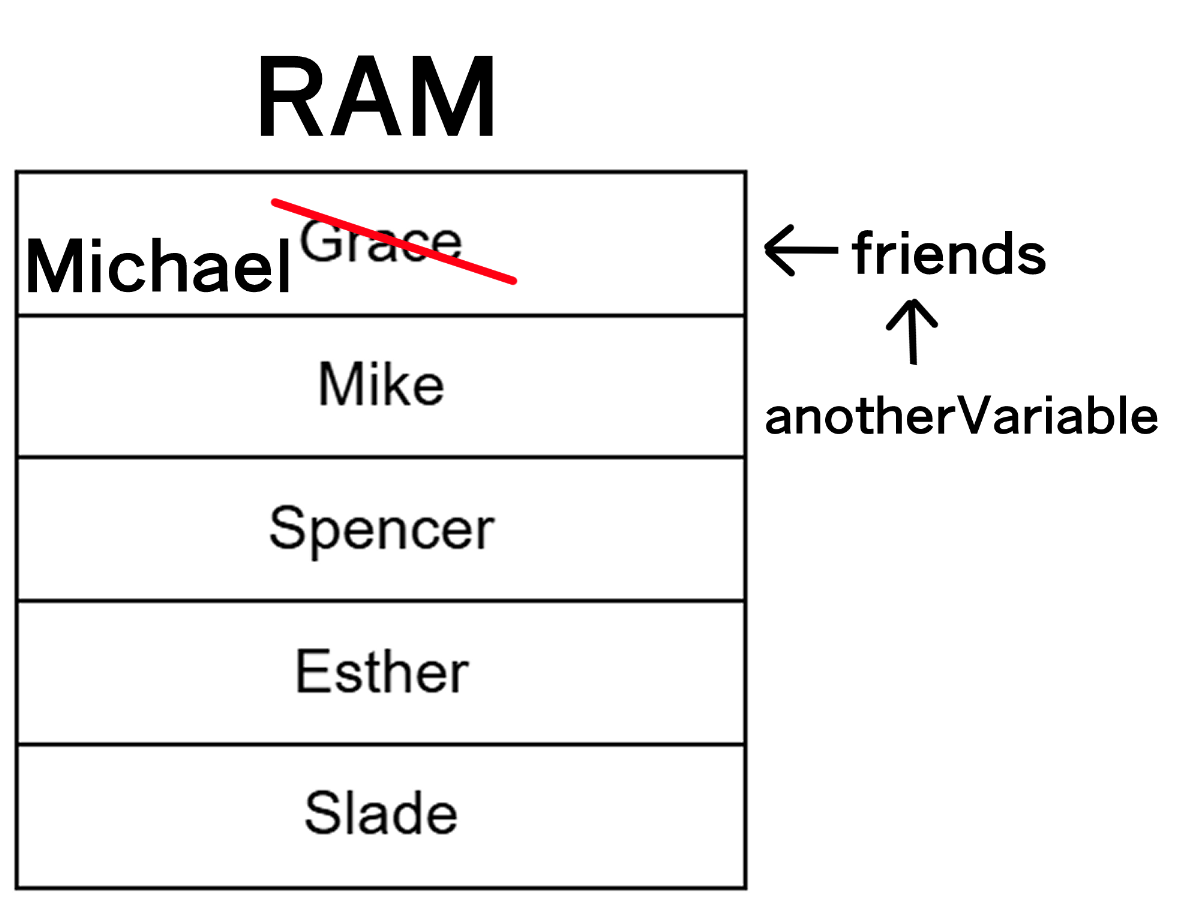 RAM
Michael Grace
friends
Mike
anotherVariable
Spencer
Esther
Slade